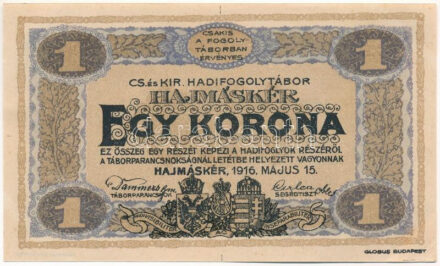 CSAKIS
A FOGOLY
TÁBORBAN
ÉRVÉNYES
1 1
CS. és KIR. HADIFOGOLYTÁBOR
HAJMÁSKÉR
EGY KORONA
EZ ÖSSZEG EGY RÉSZÉT KÉPEZI A HADIFOGLYOK RÉSZÉRŐL
A TÁBORPARANCSNOKSÁGNÁL LETÉTBE HELYEZETT VAGYONNAK
HAJMÁSKÉR, 1916. MÁJUS 15.
TÁBORPARANCSNOK SEGÉDTISZT
1 1
GLOBUS BUDAPEST